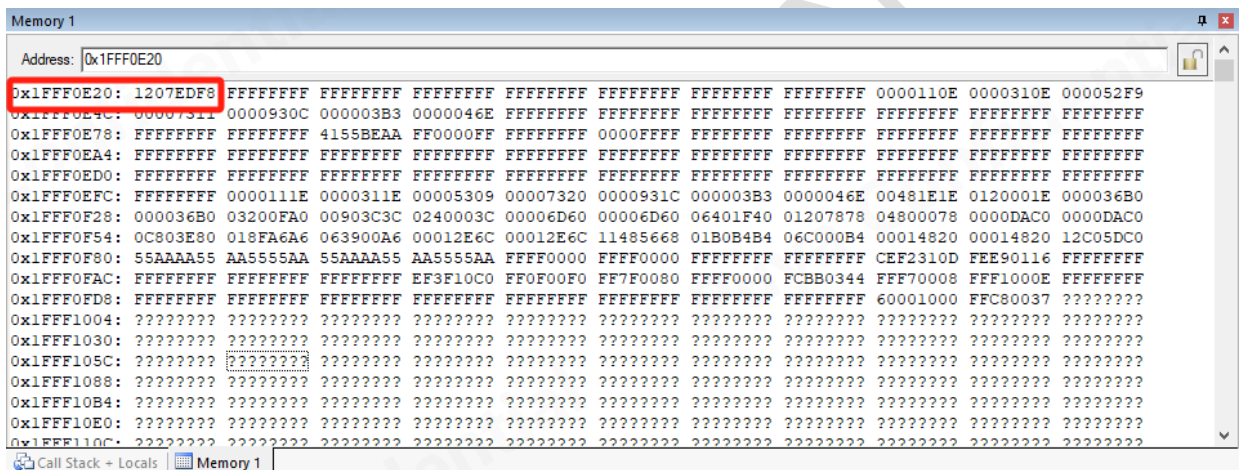 Memory 1
Address: 0x1FFF0E20
0x1FFF0E20: 1207EDF8 FFFFFFFF FFFFFFFF FFFFFFFF FFFFFFFF FFFFFFFF FFFFFFFF FFFFFFFF 0000110E 0000310E 000052F9
0x1FFF0E4C: 00007311 0000930C 000003B3 0000046E FFFFFFFF FFFFFFFF FFFFFFFF FFFFFFFF FFFFFFFF FFFFFFFF FFFFFFFF
0x1FFF0E78: FFFFFFFF FFFFFFFF 4155BEAA FF0000FF FFFFFFFF 0000FFFF FFFFFFFF FFFFFFFF FFFFFFFF FFFFFFFF FFFFFFFF
0x1FFF0EA4: FFFFFFFF FFFFFFFF FFFFFFFF FFFFFFFF FFFFFFFF FFFFFFFF FFFFFFFF FFFFFFFF FFFFFFFF FFFFFFFF FFFFFFFF
0x1FFF0ED0: FFFFFFFF FFFFFFFF FFFFFFFF FFFFFFFF FFFFFFFF FFFFFFFF FFFFFFFF FFFFFFFF FFFFFFFF FFFFFFFF FFFFFFFF
0x1FFF0EFC: FFFFFFFF 0000111E 0000311E 00005309 00007320 0000931C 000003B3 0000046E 00481E1E 0120001E 000036B0
0x1FFF0F28: 000036B0 03200FA0 00903C3C 0240003C 00006D60 00006D60 06401F40 01207878 04800078 0000DAC0 0000DAC0
0x1FFF0F54: 0C803E80 018FA6A6 063900A6 00012E6C 00012E6C 11485668 01B0B4B4 06C000B4 00014820 00014820 12C05DC0
0x1FFF0F80: 55AAAA55 AA5555AA 55AAAA55 AA5555AA FFFF0000 FFFF0000 FFFFFFFF FFFFFFFF CEF2310D FEE90116 FFFFFFFF
0x1FFF0FAC: FFFFFFFF FFFFFFFF FFFFFFFF EF3F10C0 FF0F00F0 FF7F0080 FFFF0000 FCBB0344 FFF70008 FFF1000E FFFFFFFF
0x1FFF0FD8: FFFFFFFF FFFFFFFF FFFFFFFF FFFFFFFF FFFFFFFF FFFFFFFF FFFFFFFF FFFFFFFF 60001000 FFC80037 ????????
0x1FFF1004: ???????? ???????? ???????? ???????? ???????? ???????? ???????? ???????? ???????? ???????? ????????
0x1FFF1030: ???????? ???????? ???????? ???????? ???????? ???????? ???????? ???????? ???????? ???????? ????????
0x1FFF105C: ???????? ???????? ???????? ???????? ???????? ???????? ???????? ???????? ???????? ???????? ????????
0x1FFF1088: ???????? ???????? ???????? ???????? ???????? ???????? ???????? ???????? ???????? ???????? ????????
0x1FFF10B4: ???????? ???????? ???????? ???????? ???????? ???????? ???????? ???????? ???????? ???????? ????????
0x1FFF10E0: ???????? ???????? ???????? ???????? ???????? ???????? ???????? ???????? ???????? ???????? ????????
0x1FFF110C: ???????? ???????? ???????? ???????? ???????? ???????? ???????? ???????? ???????? ???????? ????????
Call Stack + Locals Memory 1